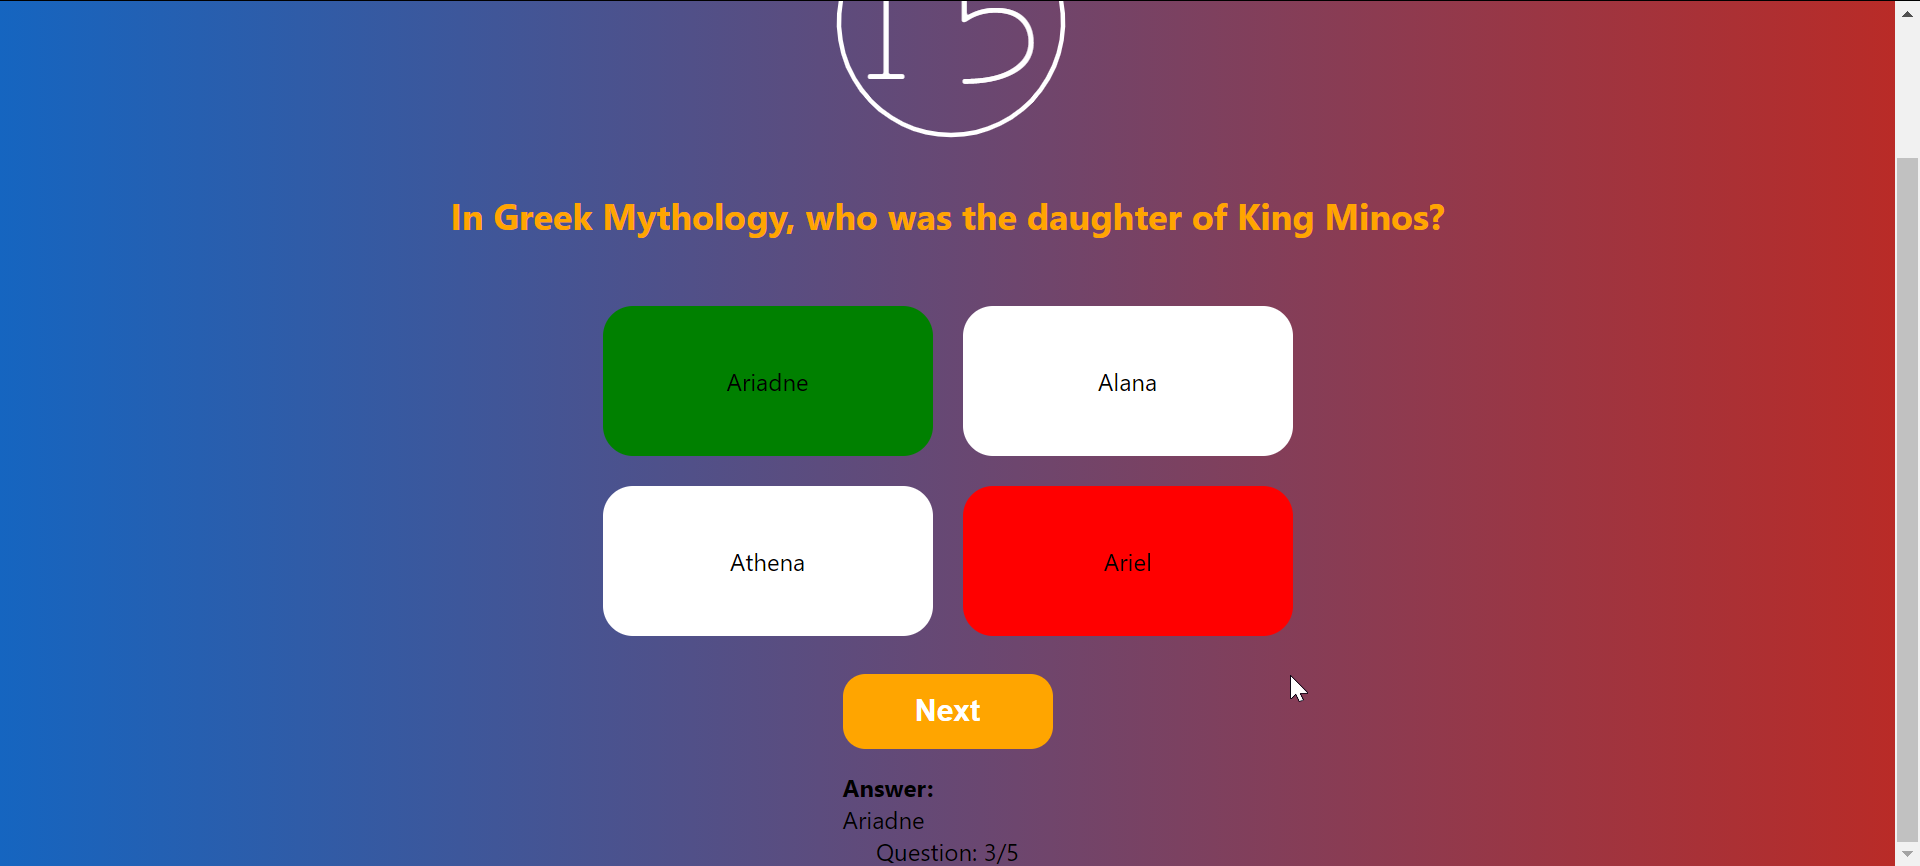 15
In Greek Mythology, who was the daughter of King Minos?
Ariadne
Alana
Athena
Ariel
Next
Answer:
Ariadne
Question: 3/5